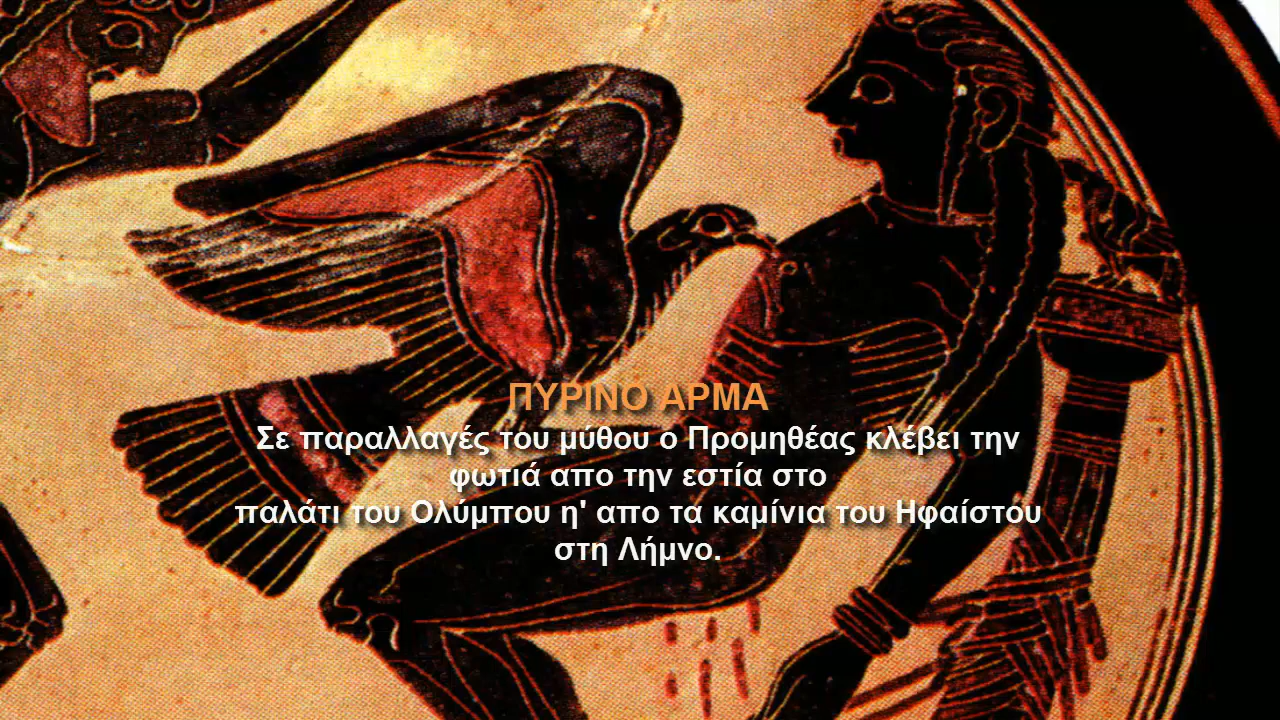 ΠΥΡΙΝΟ ΑΡΜΑ
Σε παραλλαγές του μύθου ο Προμηθέας κλέβει την
φωτιά απο την εστία στο
παλάτι του Ολύμπου η' απο τα καμίνια του Ηφαίστου
στη Λήμνο.